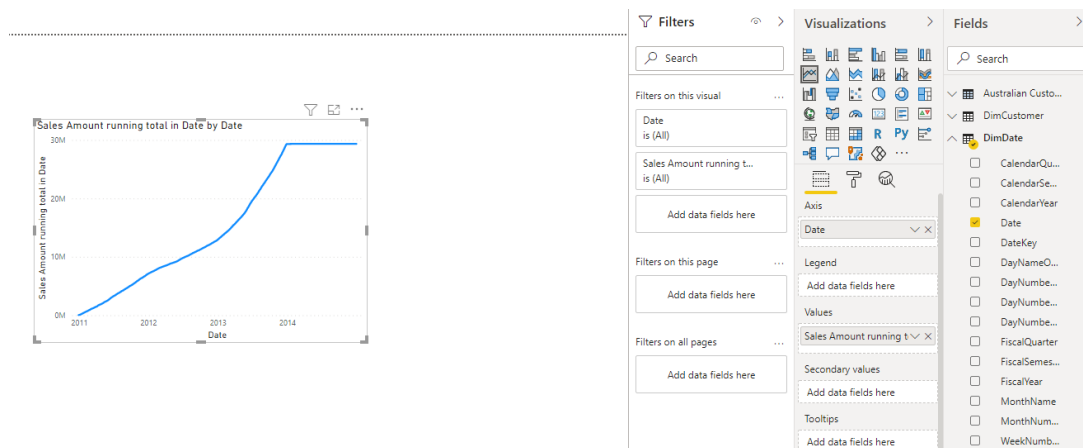 Sales Amount running total in Date by Date
30M
20M
10M
0M
Sales Amount running total in Date
2011
2012
2013
2014
Date
Filters
Search
Filters on this visual
...
Date
is (All)
Sales Amount running t...
is (All)
Add data fields here
Filters on this page
...
Add data fields here
Filters on all pages
...
Add data fields here
Visualizations
R
Py
...
Axis
Date
Legend
Add data fields here
Values
Sales Amount running t
Secondary values
Add data fields here
Tooltips
Add data fields here
Fields
Search
Australian Custo...
DimCustomer
DimDate
CalendarQu...
CalendarSe...
CalendarYear
Date
DateKey
DayNameO...
DayNumbe...
DayNumbe...
DayNumbe...
FiscalQuarter
FiscalSemes...
FiscalYear
MonthName
MonthNum...
WeekNumb...